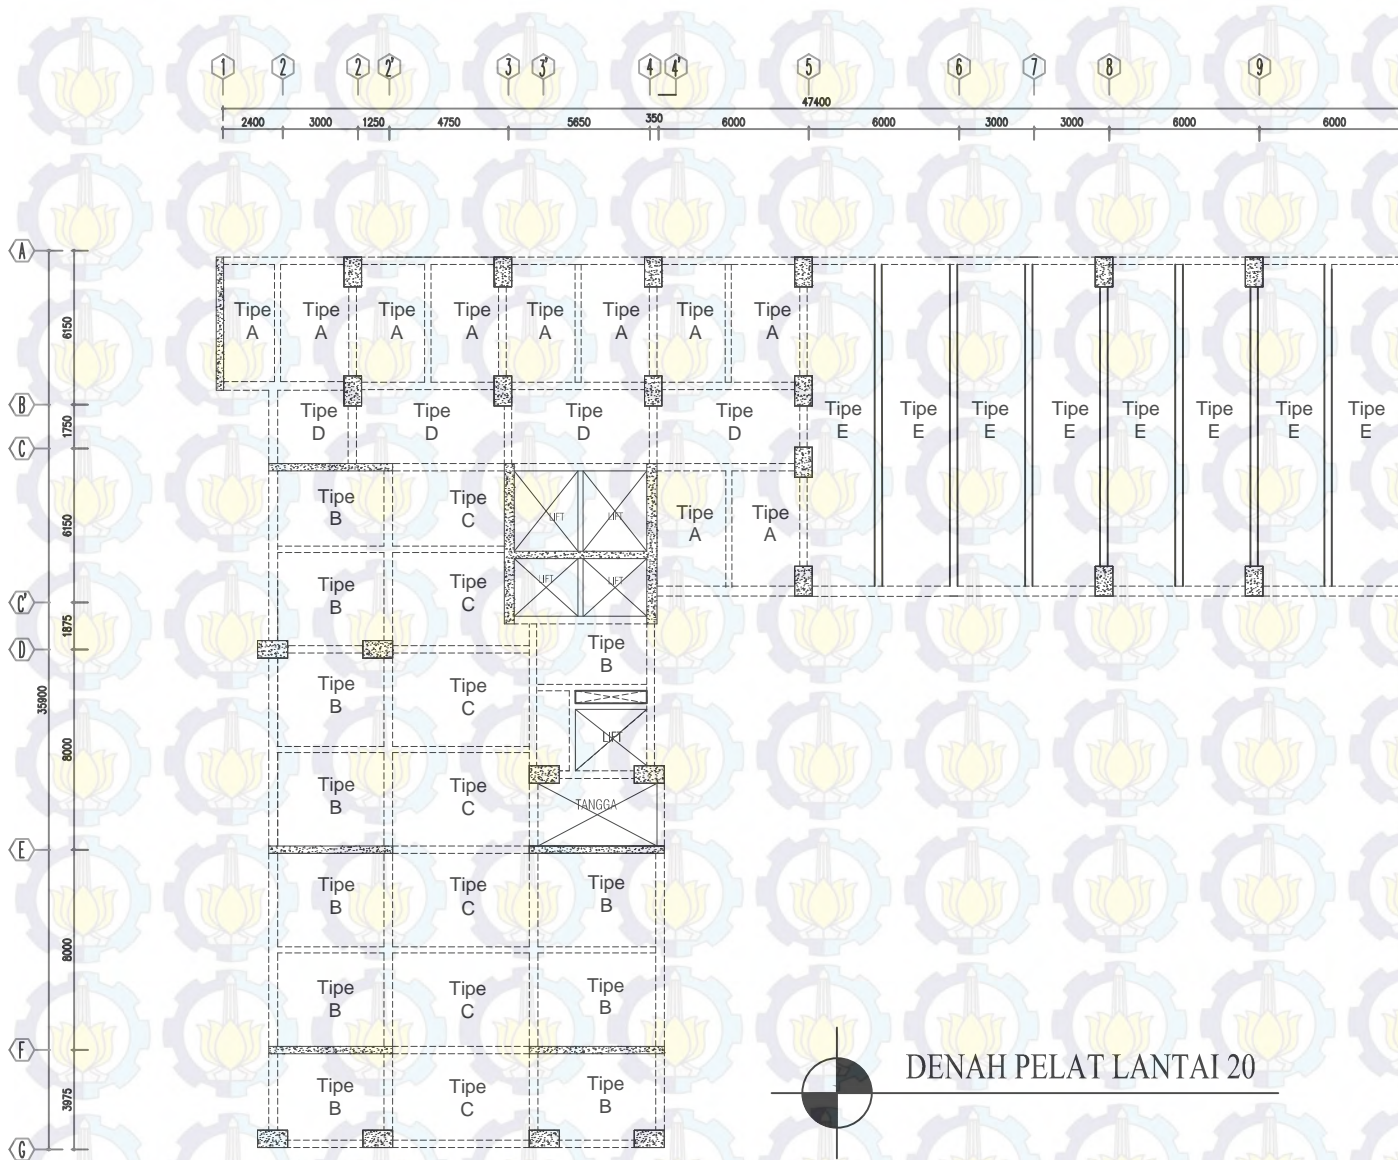 1 2 2 2' 3 3' 4 4' 5 6 7 8 9
47400
2400 3000 1250 4750 5650 350 6000 6000 3000 3000 6000 6000
A
6150
Tipe A Tipe A Tipe A Tipe A Tipe A Tipe A Tipe A Tipe A
B
1750
Tipe D Tipe D Tipe D Tipe D
Tipe E Tipe E Tipe E Tipe E Tipe E Tipe E Tipe E Tipe E
C
6150
Tipe B Tipe C LIFT LIFT Tipe A Tipe A
Tipe B Tipe C LIFT LIFT
C'
1875
D
Tipe B
35900
Tipe B Tipe C
8000
LIFT
Tipe B Tipe C TANGGA
E
Tipe B Tipe C Tipe B
8000
Tipe B Tipe C Tipe B
F
3975
Tipe B Tipe C Tipe B
G
DENAH PELAT LANTAI 20